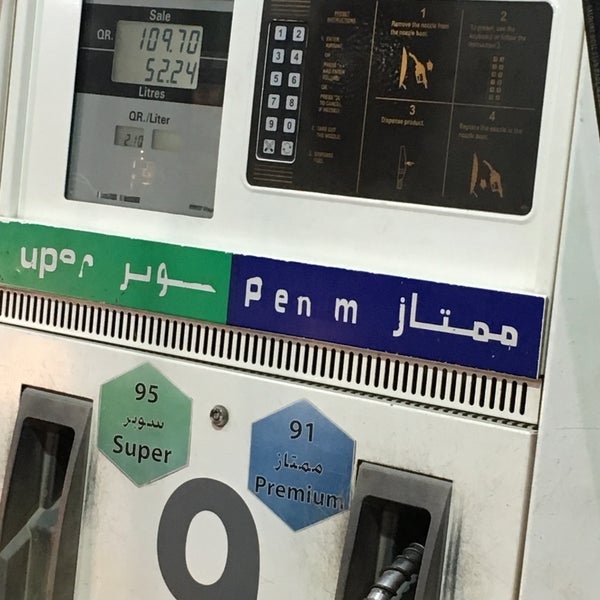 Sale
QR. 109.70
52.24
Litres
QR./Liter
2.10
1 2
3 4
5 6
7 8
9 0
1
Remove the nozzle from
the nozzle boot.
2
3
Dispense product.
4
Replace the nozzle in the
nozzle boot.
uper سوبر
Pen m ممتاز
95
سوبر
Super
91
ممتاز
Premium
9